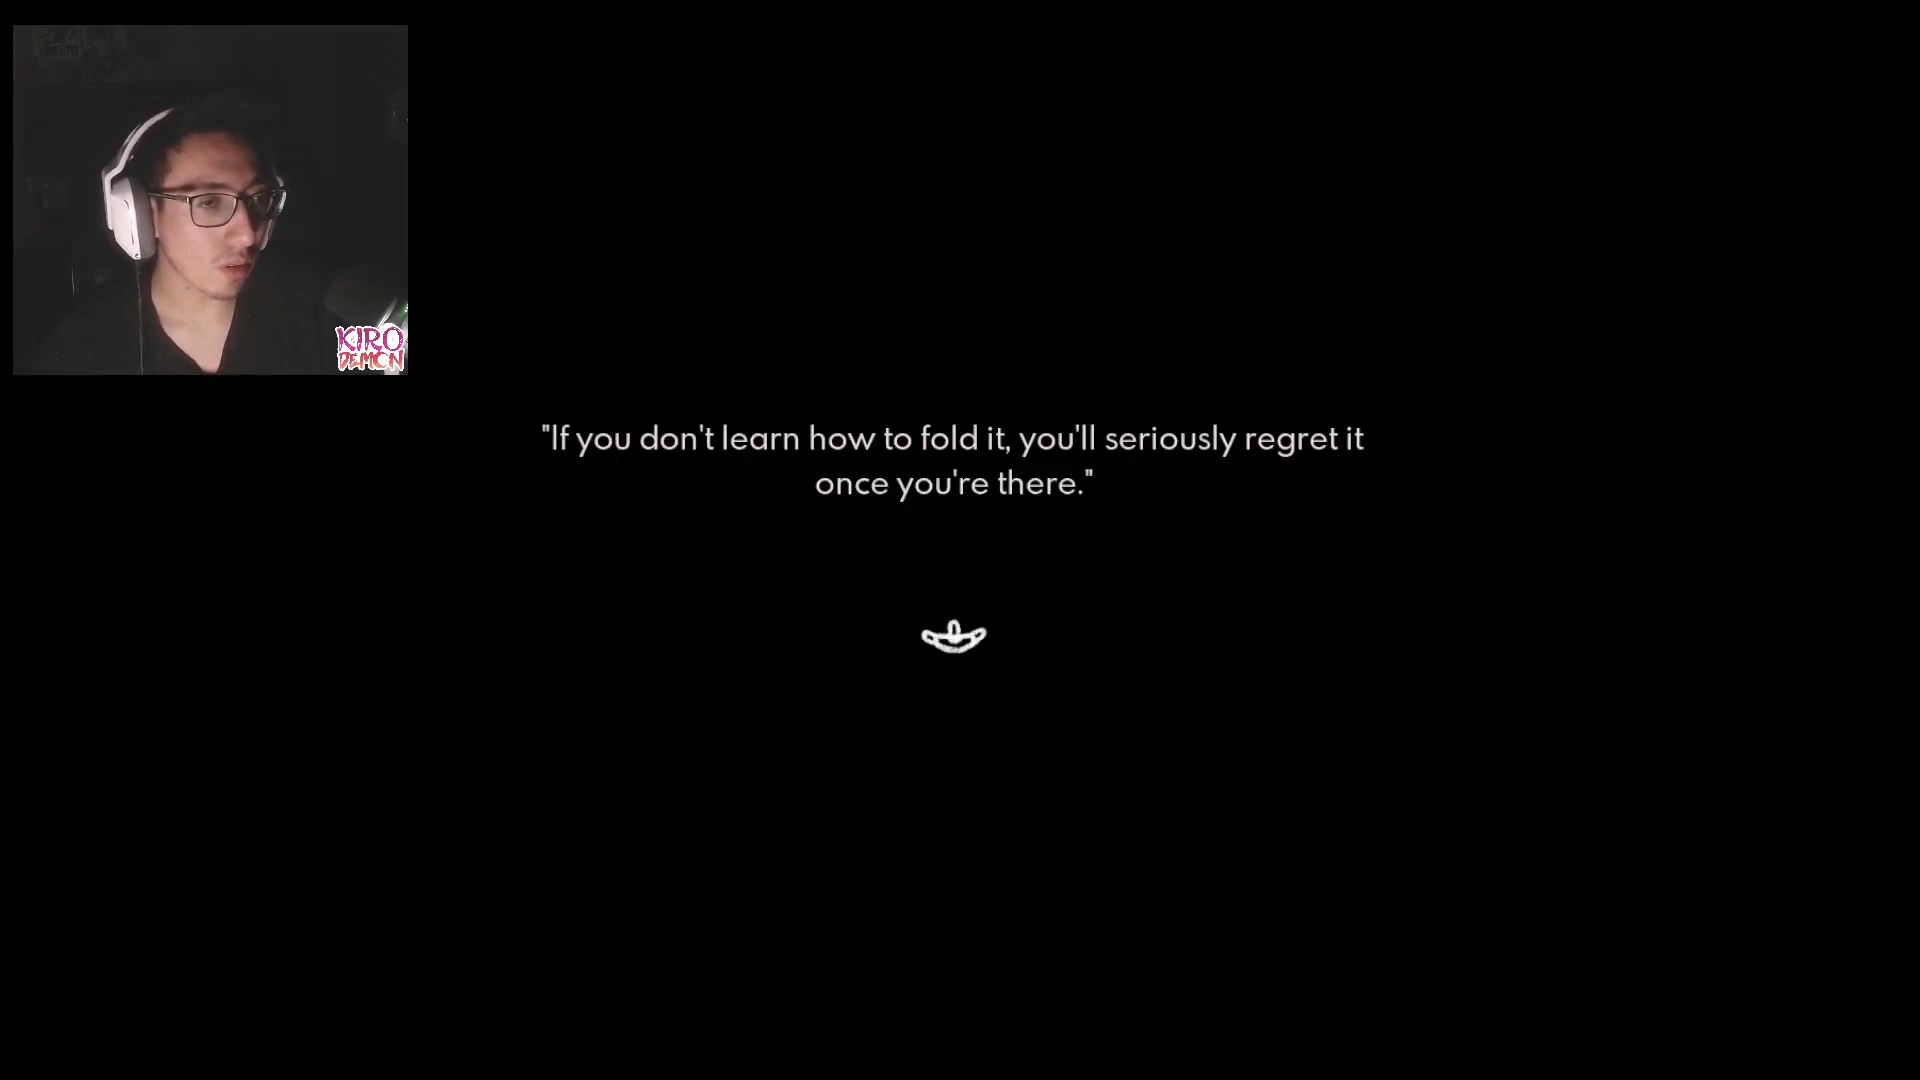 KIRO
DEMON
"If you don't learn how to fold it, you'll seriously regret it
once you're there."